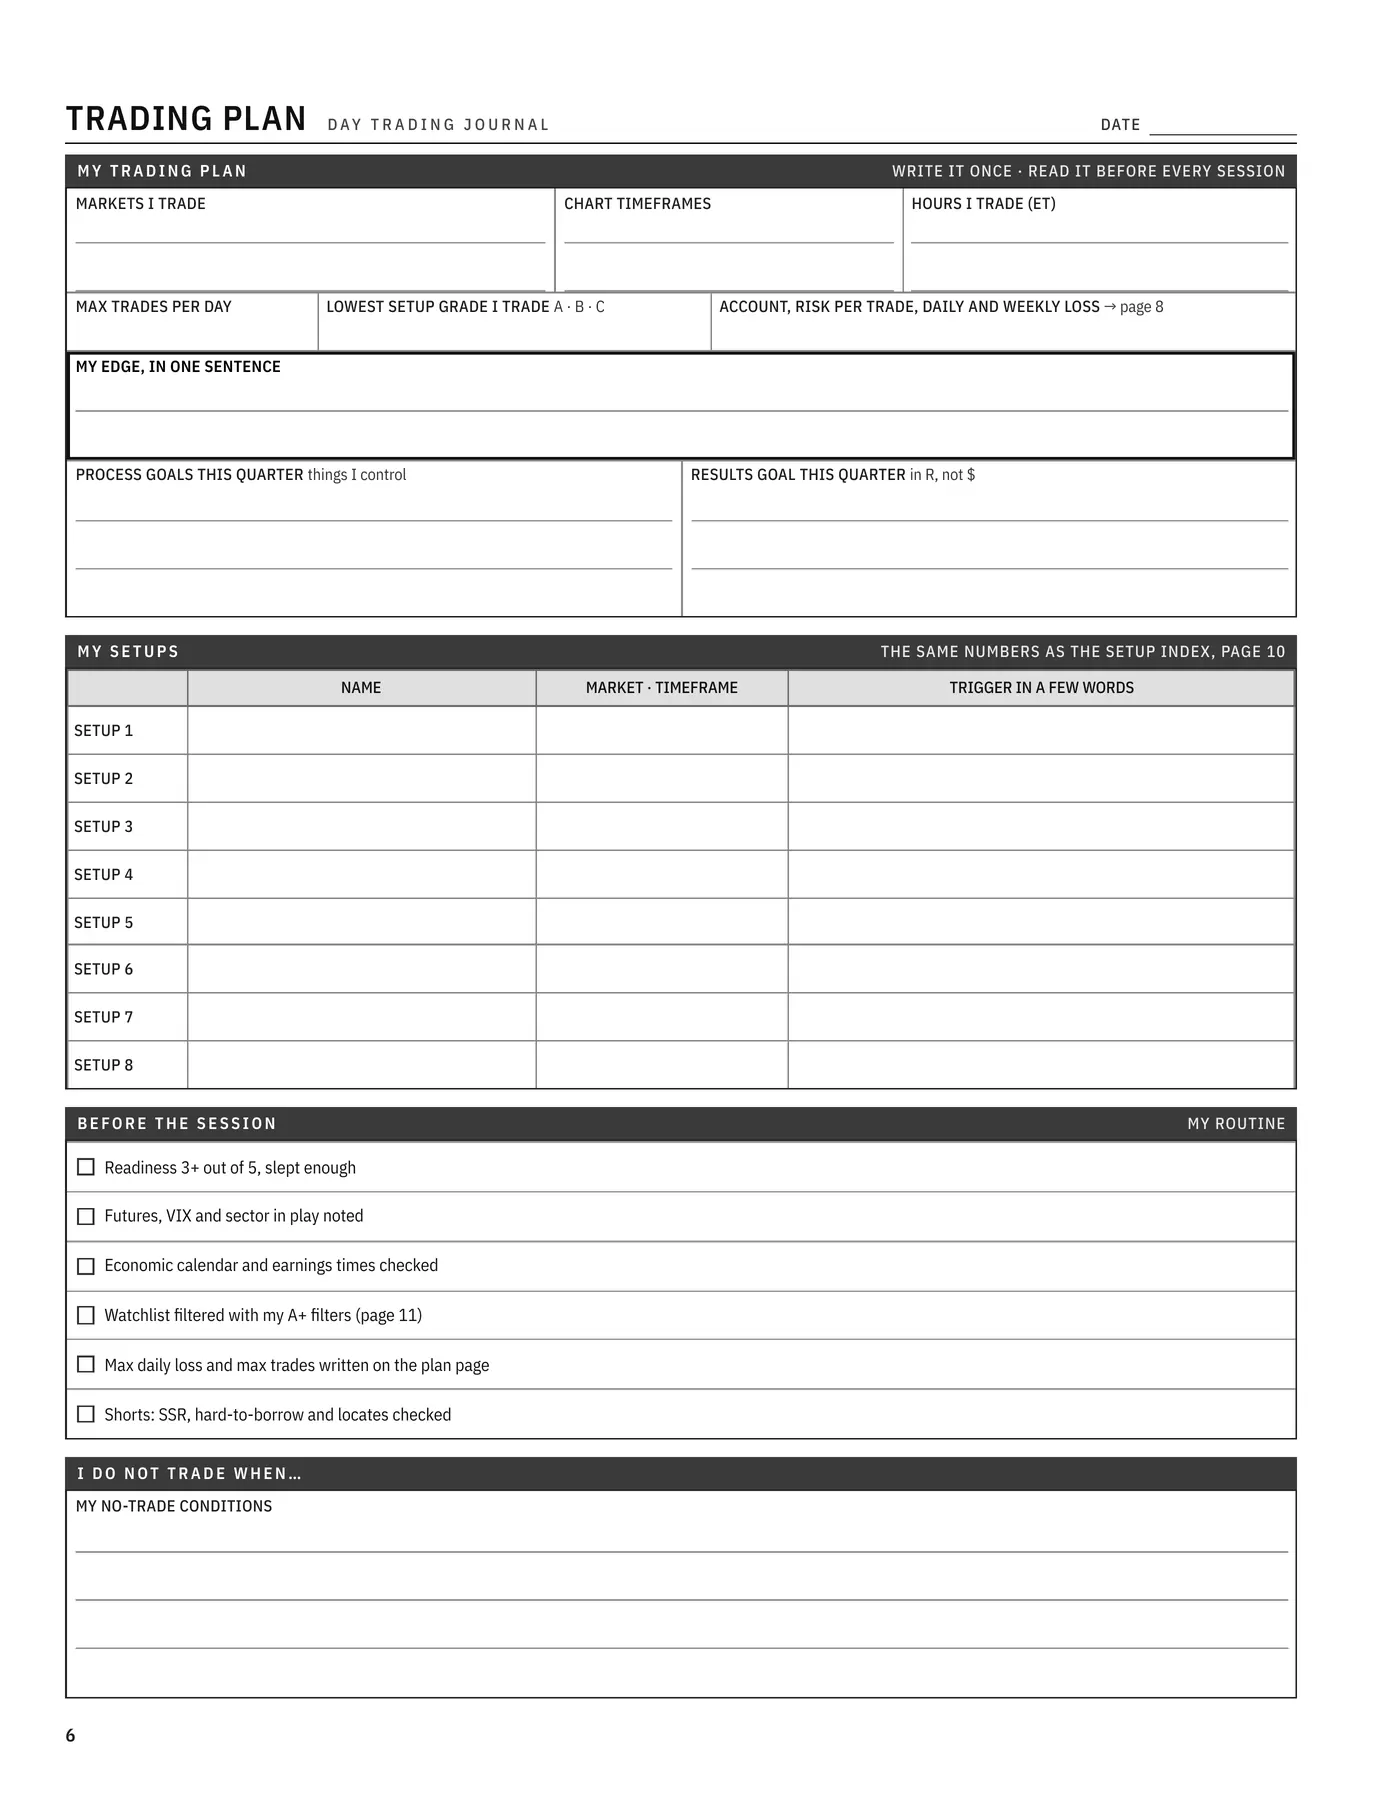 TRADING PLAN DAY TRADING JOURNAL DATE
MY TRADING PLAN WRITE IT ONCE · READ IT BEFORE EVERY SESSION
MARKETS I TRADE CHART TIMEFRAMES HOURS I TRADE (ET)
MAX TRADES PER DAY LOWEST SETUP GRADE I TRADE A · B · C ACCOUNT, RISK PER TRADE, DAILY AND WEEKLY LOSS → page 8
MY EDGE, IN ONE SENTENCE
PROCESS GOALS THIS QUARTER things I control RESULTS GOAL THIS QUARTER in R, not $
MY SETUPS THE SAME NUMBERS AS THE SETUP INDEX, PAGE 10
NAME MARKET · TIMEFRAME TRIGGER IN A FEW WORDS
SETUP 1
SETUP 2
SETUP 3
SETUP 4
SETUP 5
SETUP 6
SETUP 7
SETUP 8
BEFORE THE SESSION MY ROUTINE
Readiness 3+ out of 5, slept enough
Futures, VIX and sector in play noted
Economic calendar and earnings times checked
Watchlist filtered with my A+ filters (page 11)
Max daily loss and max trades written on the plan page
Shorts: SSR, hard-to-borrow and locates checked
I DO NOT TRADE WHEN…
MY NO-TRADE CONDITIONS
6